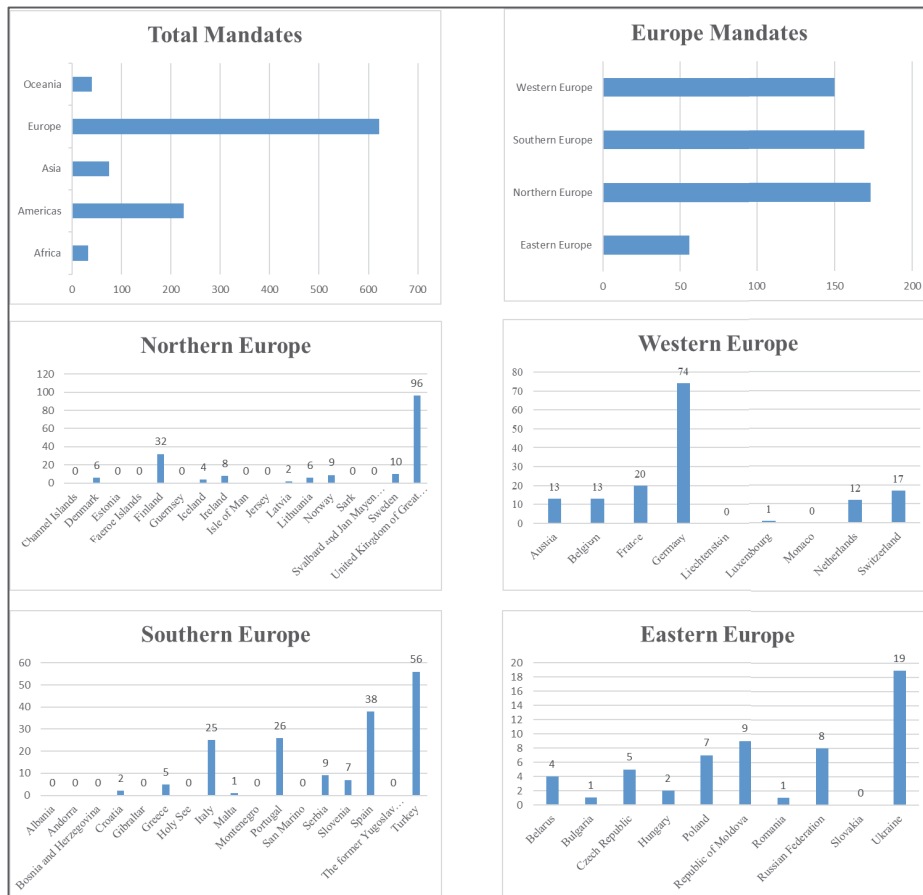 Total Mandates
Oceania
Europe
Asia
Americas
Africa
0 100 200 300 400 500 600 700
Europe Mandates
Western Europe
Southern Europe
Northern Europe
Eastern Europe
0 50 100 150 200
Northern Europe
120
100
80
60
40
20
0
0 6 0 0 32 0 4 8 0 0 2 6 9 0 0 10 96
Channel Islands
Denmark
Estonia
Faeroe Islands
Finland
Guernsey
Iceland
Ireland
Isle of Man
Jersey
Latvia
Lithuania
Norway
Sark
Svalbard and Jan Mayen…
Sweden
United Kingdom of Great…
Western Europe
80
70
60
50
40
30
20
10
0
13 13 20 74 0 1 0 12 17
Austria
Belgium
France
Germany
Liechtenstein
Luxembourg
Monaco
Netherlands
Switzerland
Southern Europe
60
50
40
30
20
10
0
0 0 0 2 0 5 0 25 1 0 26 0 9 7 38 0 56
Albania
Andorra
Bosnia and Herzegovina
Croatia
Gibraltar
Greece
Holy See
Italy
Malta
Montenegro
Portugal
San Marino
Serbia
Slovenia
Spain
The former Yugoslav…
Turkey
Eastern Europe
20
18
16
14
12
10
8
6
4
2
0
4 1 5 2 7 9 1 8 0 19
Belarus
Bulgaria
Czech Republic
Hungary
Poland
Republic of Moldova
Romania
Russian Federation
Slovakia
Ukraine